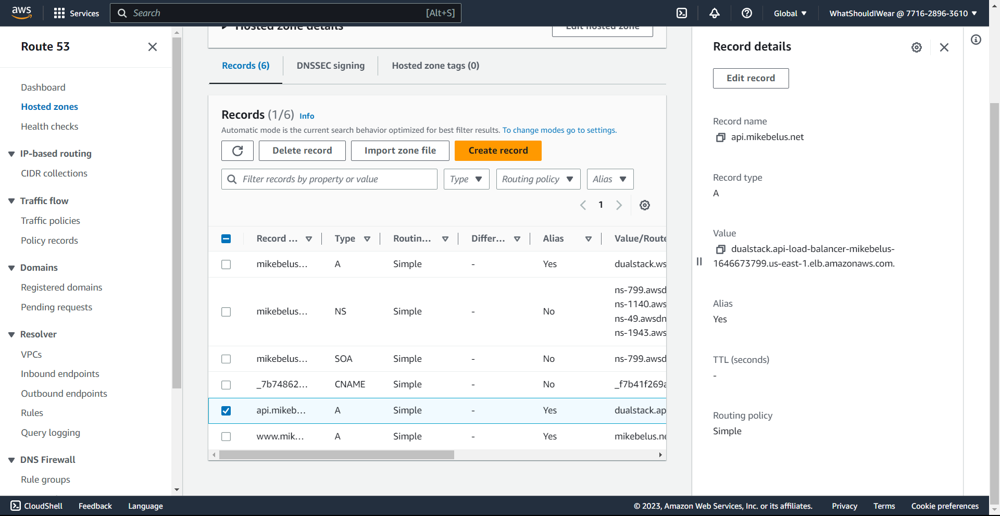 aws
Services
Search
[Alt+S]
Global
WhatShouldIWear @ 7716-2896-3610
Route 53
Dashboard
Hosted zones
Health checks
IP-based routing
CIDR collections
Traffic flow
Traffic policies
Policy records
Domains
Registered domains
Pending requests
Resolver
VPCs
Inbound endpoints
Outbound endpoints
Rules
Query logging
DNS Firewall
Rule groups
Hosted zone details
Edit hosted zone
Records (6)
DNSSEC signing
Hosted zone tags (0)
Records (1/6) Info
Automatic mode is the current search behavior optimized for best filter results. To change modes go to settings.
Delete record
Import zone file
Create record
Filter records by property or value
Type
Routing policy
Alias
1
Record ... Type Routin... Differ... Alias Value/Route
mikebelus... A Simple - Yes dualstack.ws
mikebelus... NS Simple - No
ns-799.awsd
ns-1140.aws
ns-49.awsdn
ns-1943.aws
mikebelus... SOA Simple - No ns-799.awsd
_7b74862... CNAME Simple - No _f7b41f269a
api.mikeb... A Simple - Yes dualstack.ap
www.mik... A Simple - Yes mikebelus.ne
Record details
Edit record
Record name
api.mikebelus.net
Record type
A
Value
dualstack.api-load-balancer-mikebelus-
1646673799.us-east-1.elb.amazonaws.com.
Alias
Yes
TTL (seconds)
-
Routing policy
Simple
CloudShell
Feedback
Language
© 2023, Amazon Web Services, Inc. or its affiliates.
Privacy
Terms
Cookie preferences